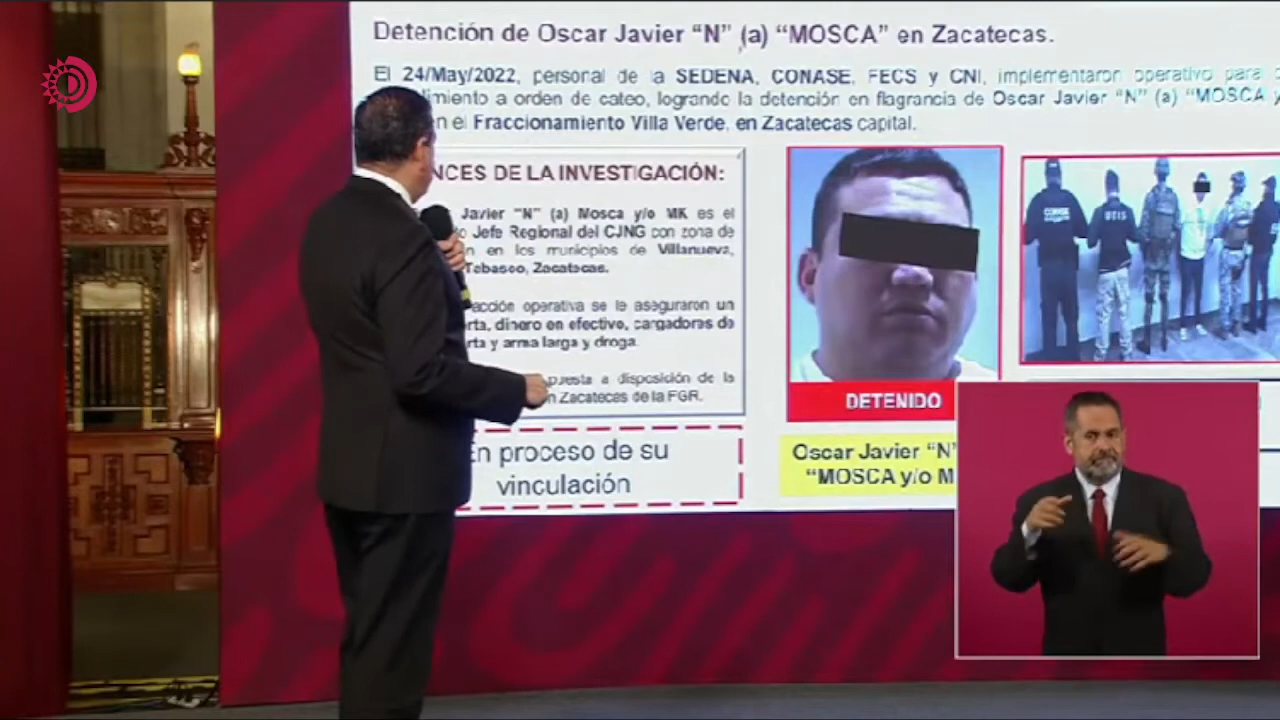 Detención de Oscar Javier “N” (a) “MOSCA” en Zacatecas.
El 24/May/2022, personal de la SEDENA, CONASE, FECS y CNI, implementaron operativo para
dimiento a orden de cateo, logrando la detención en flagrancia de Oscar Javier “N” (a) “MOSCA y
en el Fraccionamiento Villa Verde, en Zacatecas capital.
NCES DE LA INVESTIGACIÓN:
Javier “N” (a) Mosca y/o MK es el
Jefe Regional del CJNG con zona de
en los municipios de Villanueva,
Tabasco, Zacatecas.
acción operativa se le aseguraron un
rta, dinero en efectivo, cargadores de
rta y arma larga y droga.
puesta a disposición de la
n Zacatecas de la FGR.
En proceso de su
vinculación
DETENIDO
Oscar Javier “N”
“MOSCA y/o M
CONASE
UEIS